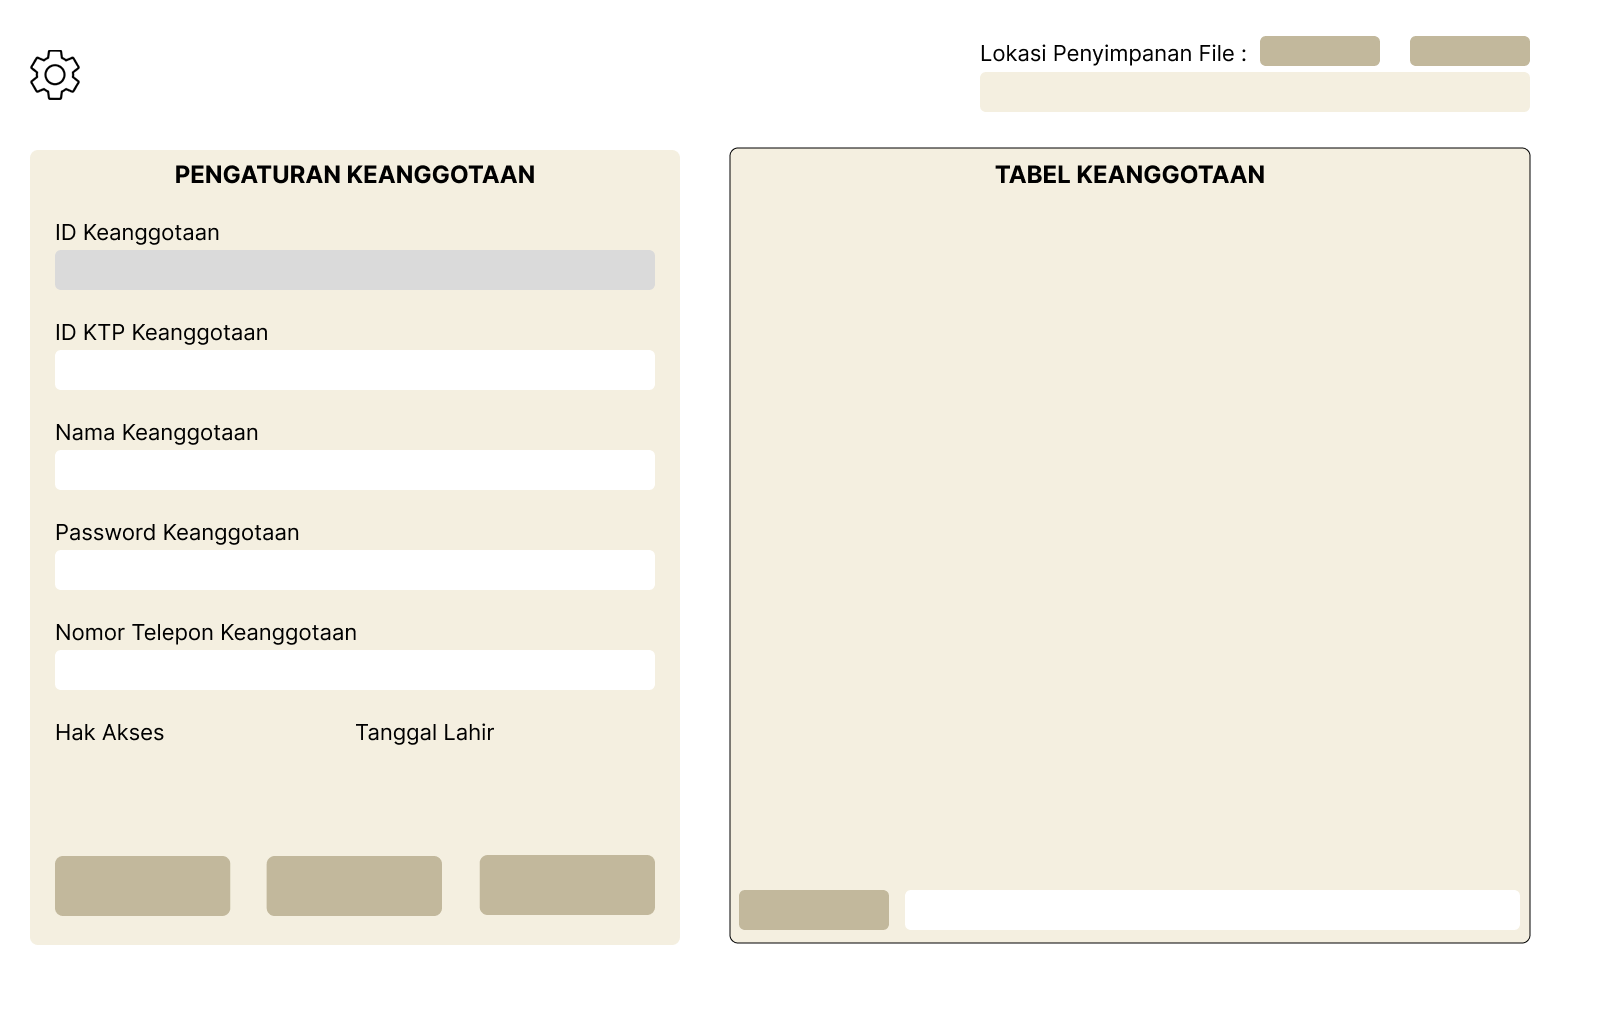 Lokasi Penyimpanan File :
PENGATURAN KEANGGOTAAN
ID Keanggotaan
ID KTP Keanggotaan
Nama Keanggotaan
Password Keanggotaan
Nomor Telepon Keanggotaan
Hak Akses
Tanggal Lahir
TABEL KEANGGOTAAN